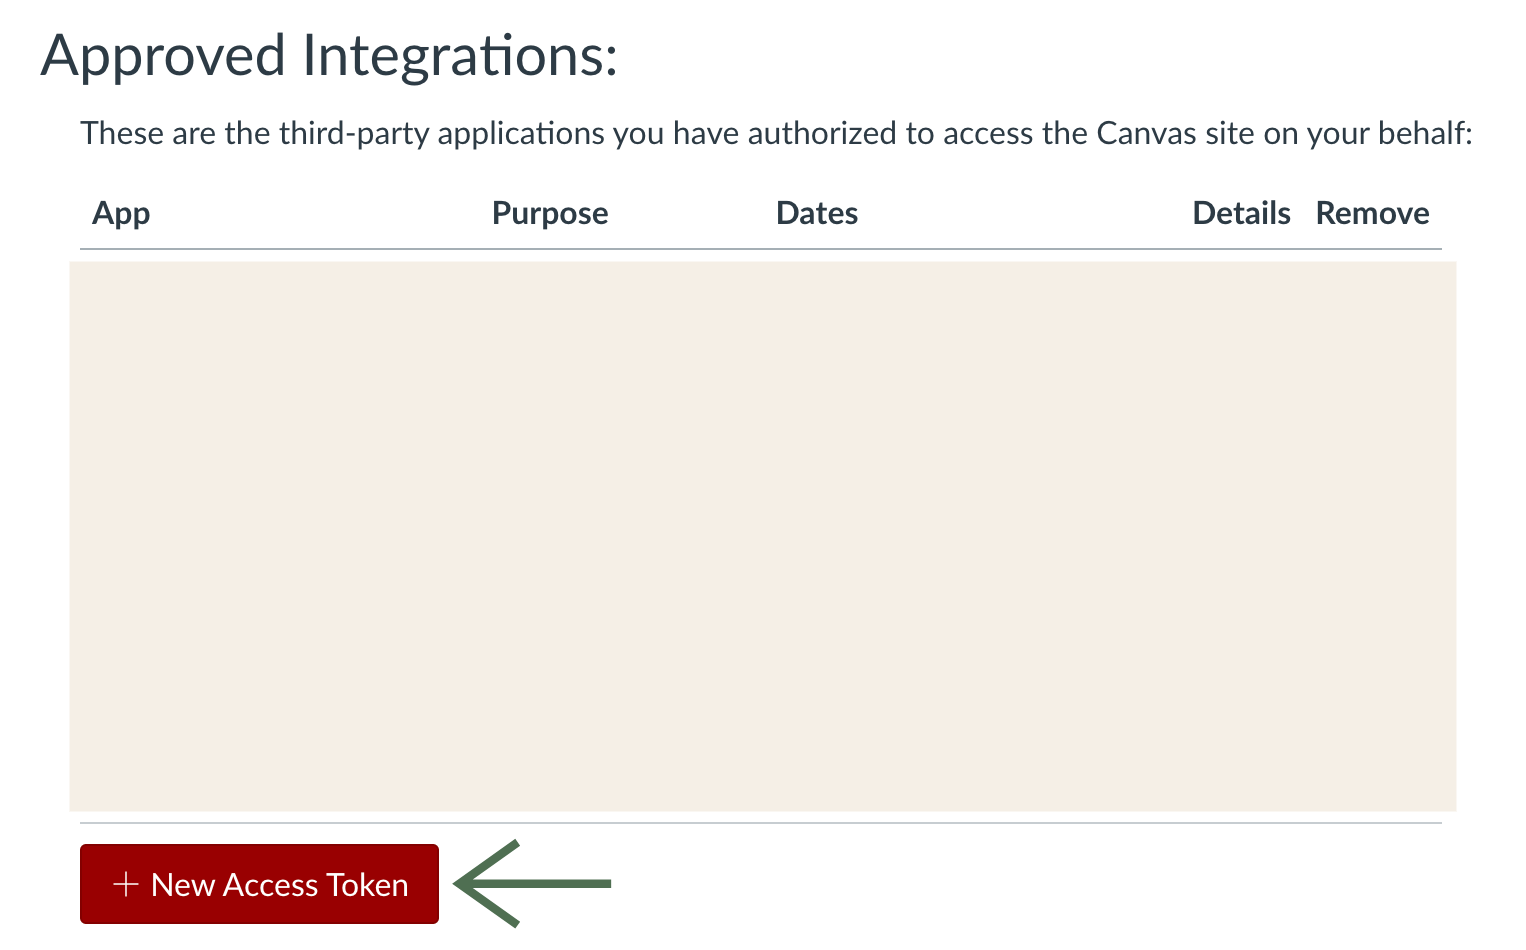 Approved Integrations:
These are the third-party applications you have authorized to access the Canvas site on your behalf:
App Purpose Dates Details Remove
+ New Access Token